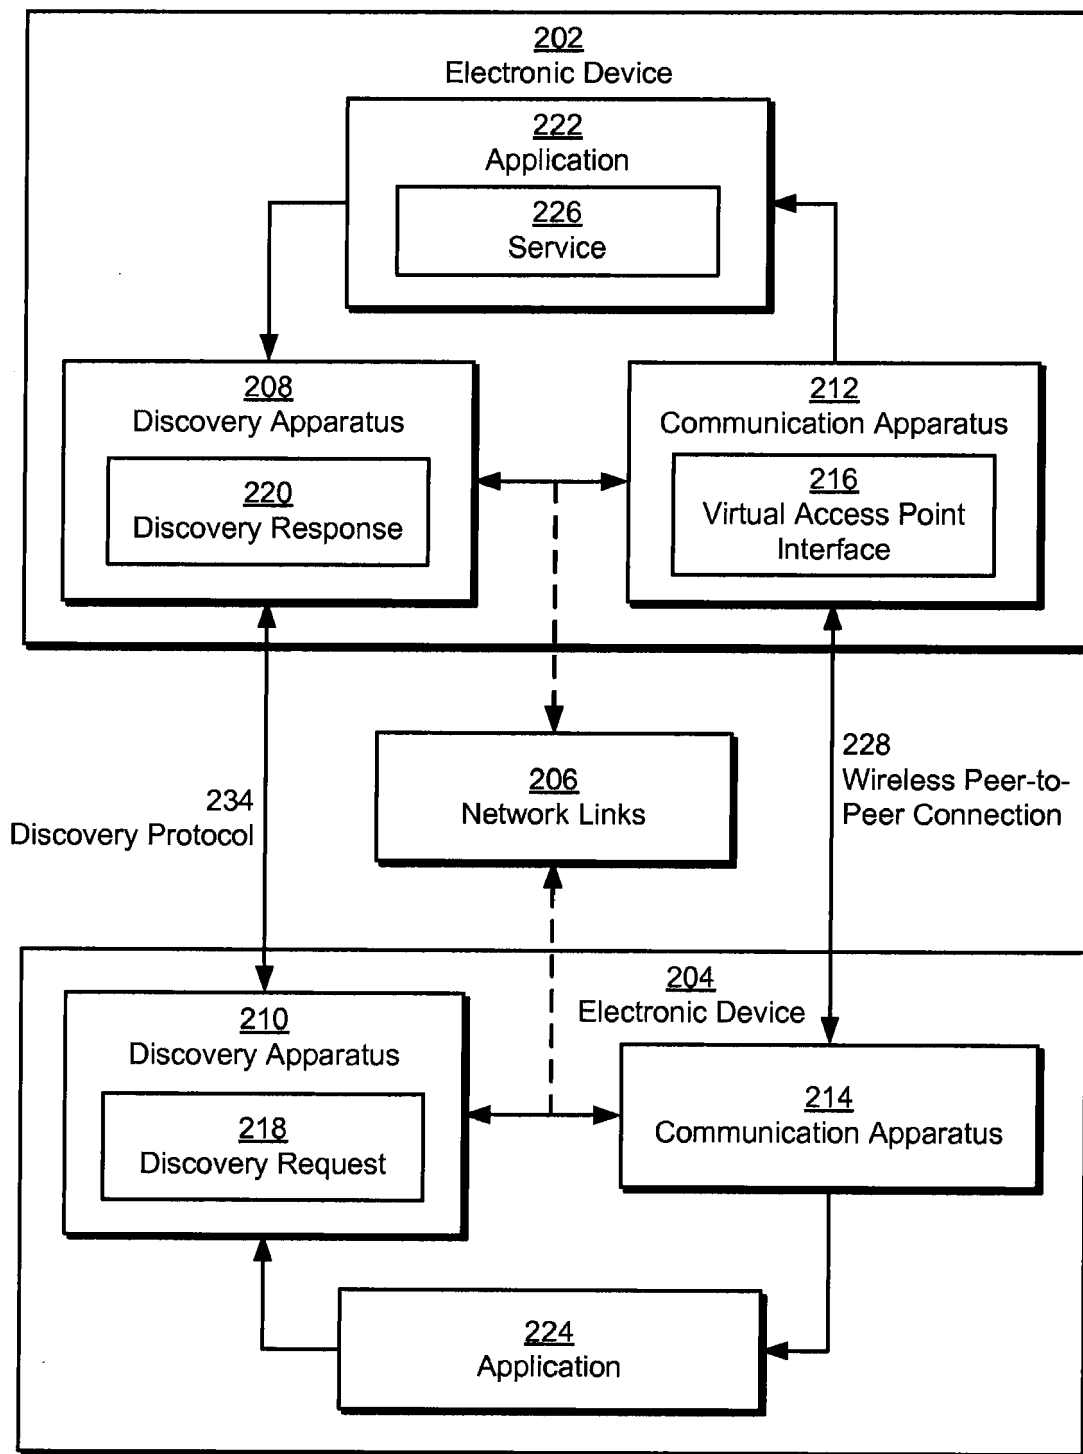 202
Electronic Device
222
Application
226
Service
208
Discovery Apparatus
220
Discovery Response
212
Communication Apparatus
216
Virtual Access Point
Interface
234
Discovery Protocol
206
Network Links
228
Wireless Peer-to-
Peer Connection
204
Electronic Device
210
Discovery Apparatus
218
Discovery Request
214
Communication Apparatus
224
Application